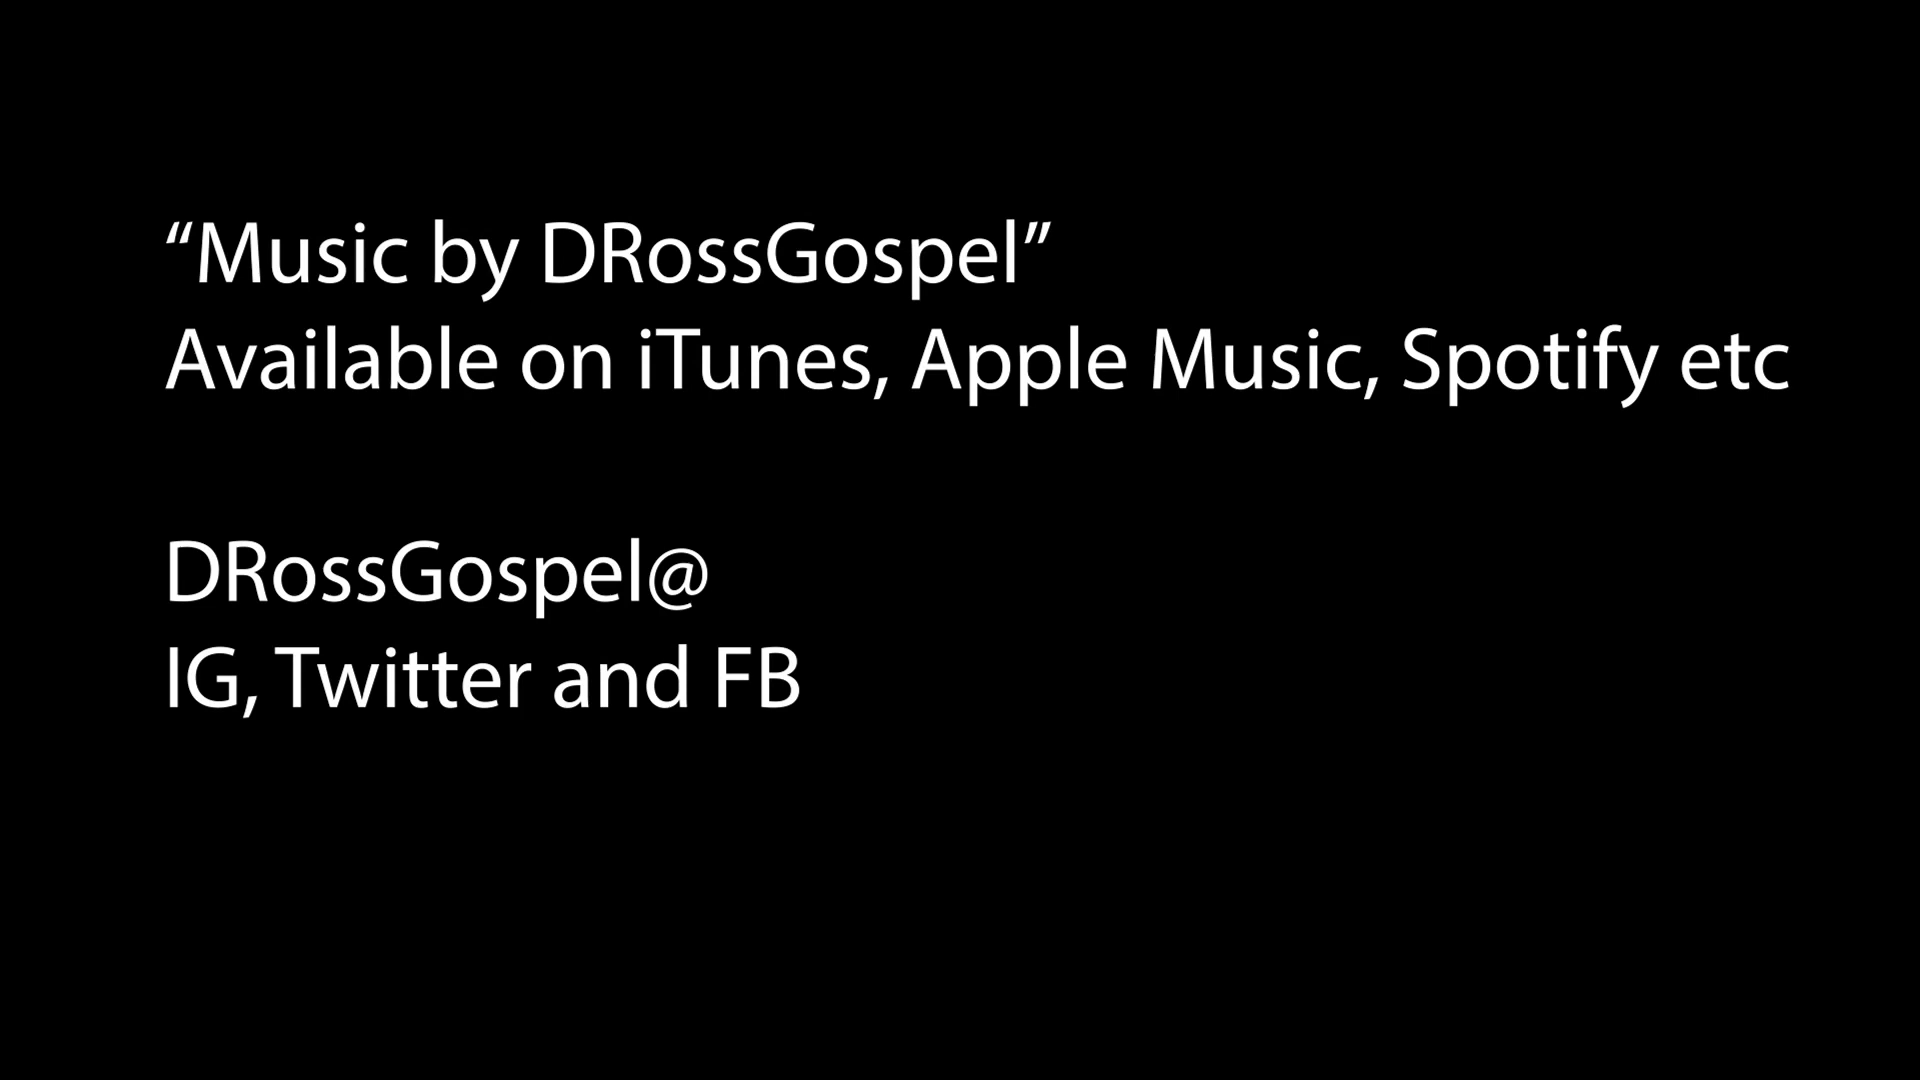 “Music by DRossGospel”
Available on iTunes, Apple Music, Spotify etc
DRossGospel@
IG, Twitter and FB